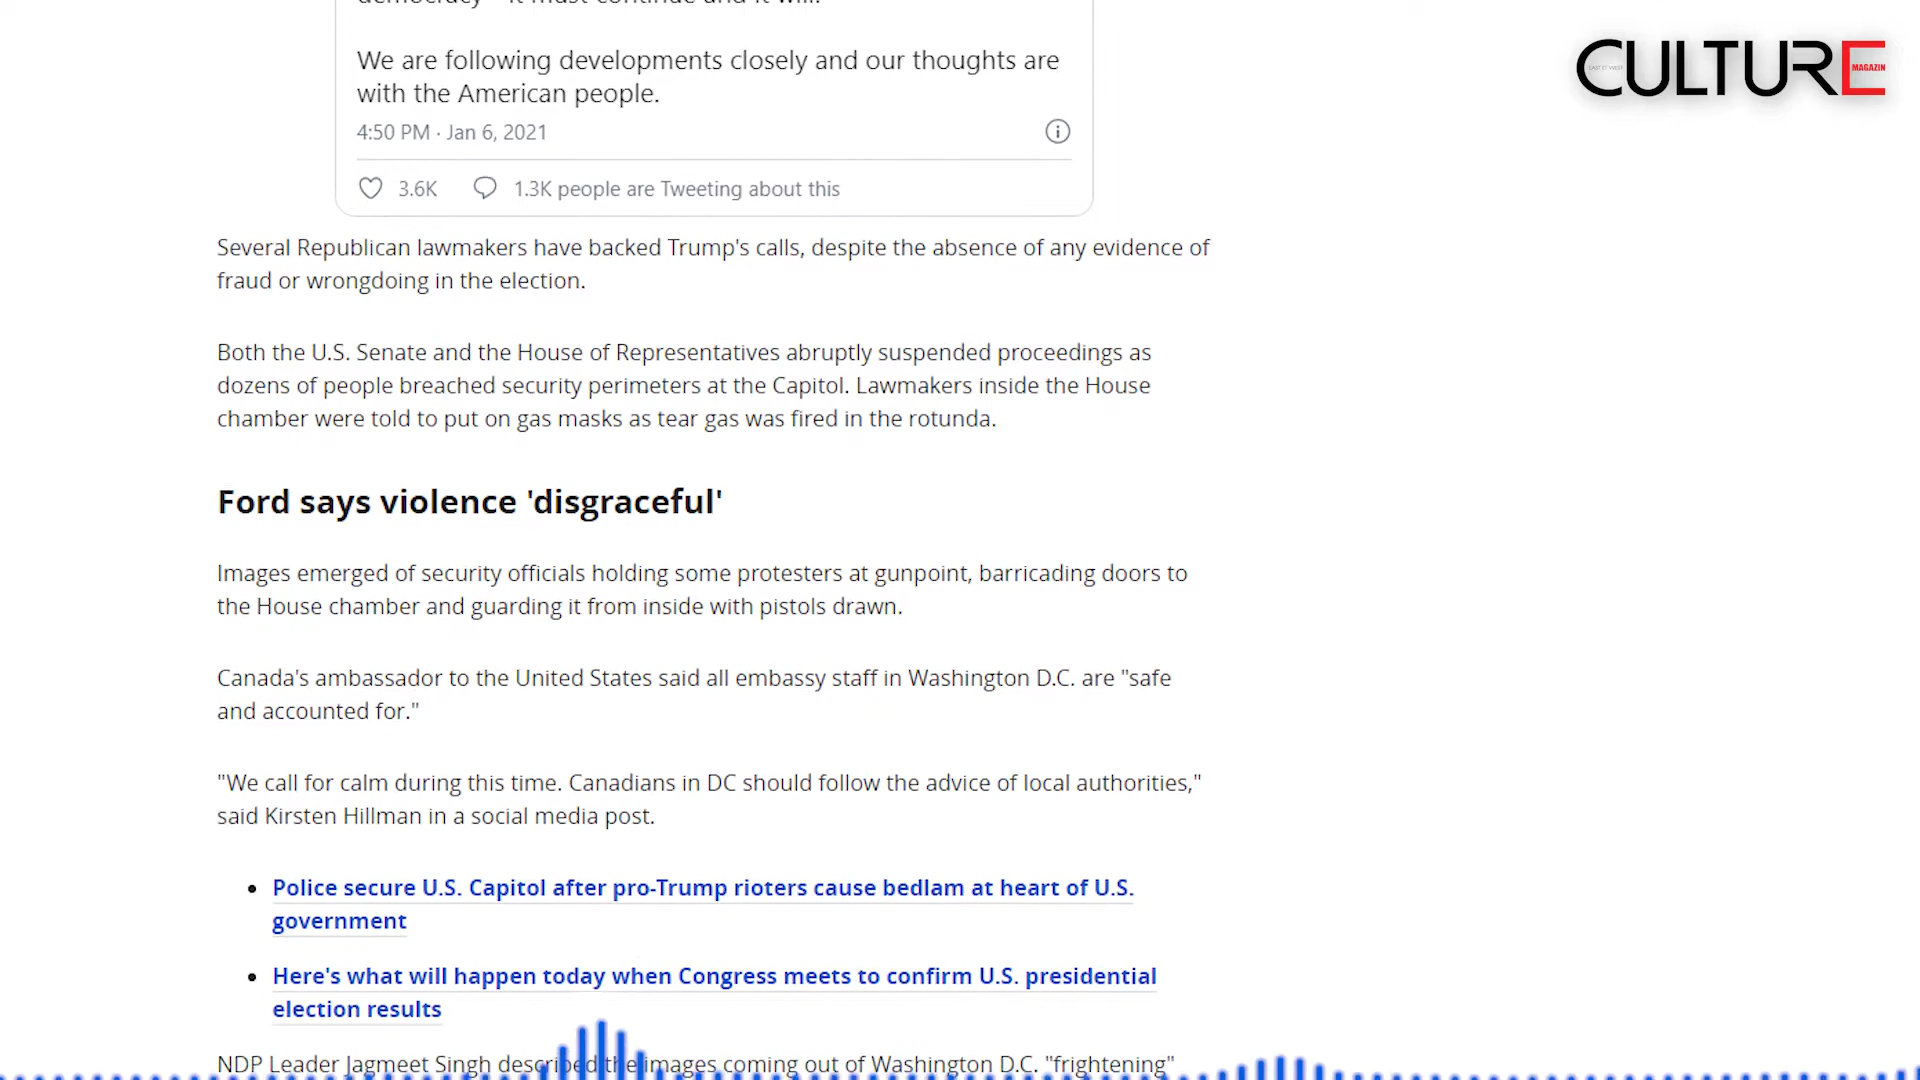 We are following developments closely and our thoughts are
with the American people.
4:50 PM · Jan 6, 2021
3.6K 1.3K people are Tweeting about this
CULTURE
MAGAZIN
Several Republican lawmakers have backed Trump's calls, despite the absence of any evidence of
fraud or wrongdoing in the election.
Both the U.S. Senate and the House of Representatives abruptly suspended proceedings as
dozens of people breached security perimeters at the Capitol. Lawmakers inside the House
chamber were told to put on gas masks as tear gas was fired in the rotunda.
Ford says violence 'disgraceful'
Images emerged of security officials holding some protesters at gunpoint, barricading doors to
the House chamber and guarding it from inside with pistols drawn.
Canada's ambassador to the United States said all embassy staff in Washington D.C. are "safe
and accounted for."
"We call for calm during this time. Canadians in DC should follow the advice of local authorities,"
said Kirsten Hillman in a social media post.
• Police secure U.S. Capitol after pro-Trump rioters cause bedlam at heart of U.S.
government
• Here's what will happen today when Congress meets to confirm U.S. presidential
election results
NDP Leader Jagmeet Singh described the images coming out of Washington D.C. "frightening"